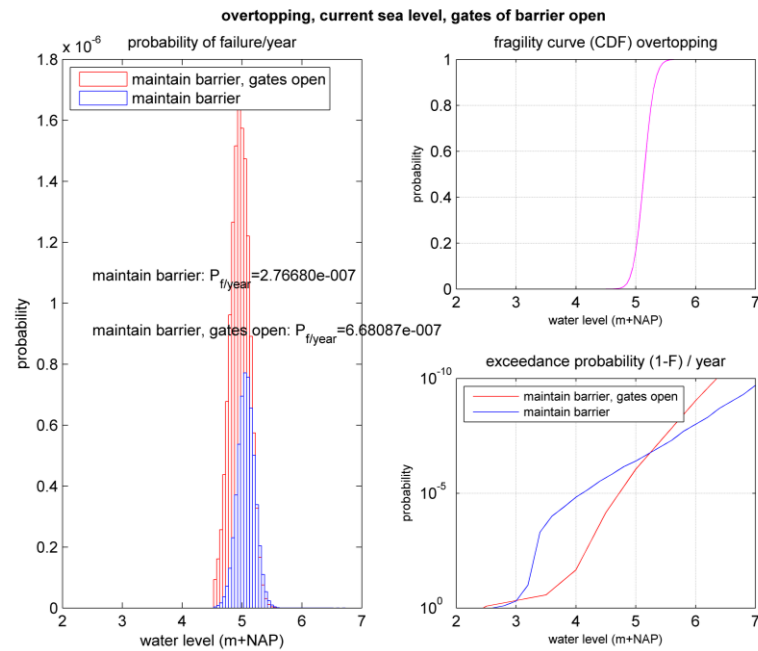 overtopping, current sea level, gates of barrier open
x 10^-6
probability of failure/year
1.8
1.6
1.4
1.2
1
0.8
0.6
0.4
0.2
0
probability
maintain barrier, gates open
maintain barrier
maintain barrier: P_f/year=2.76680e-007
maintain barrier, gates open: P_f/year=6.68087e-007
2 3 4 5 6 7
water level (m+NAP)
fragility curve (CDF) overtopping
1
0.8
0.6
0.4
0.2
0
probability
2 3 4 5 6 7
water level (m+NAP)
exceedance probability (1-F) / year
10^-10
10^-5
10^0
probability
maintain barrier, gates open
maintain barrier
2 3 4 5 6 7
water level (m+NAP)